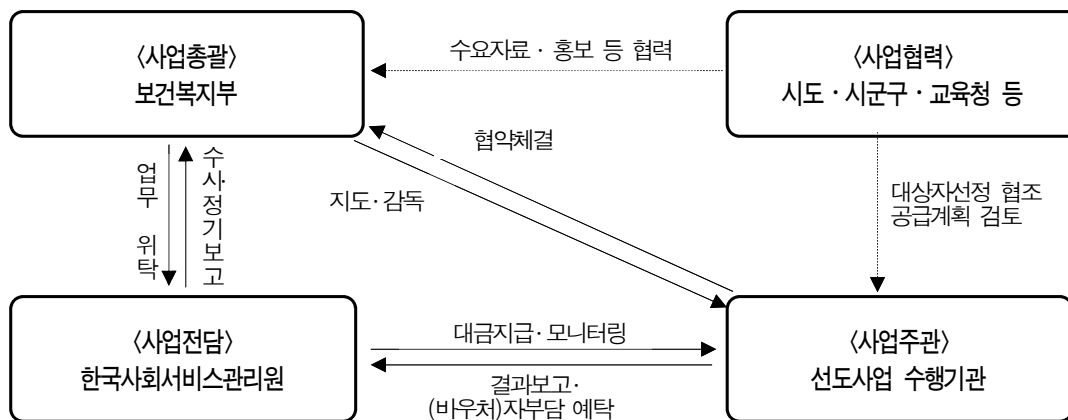 〈사업총괄〉
보건복지부
수요자료· 홍보 등 협력
〈사업협력〉
시도·시군구·교육청 등
업무 위탁
수시·정기보고
협약체결
지도·감독
대상자선정 협조
공급계획 검토
〈사업전담〉
한국사회서비스관리원
대금지급·모니터링
결과보고·
(바우처)자부담 예탁
〈사업주관〉
선도사업 수행기관